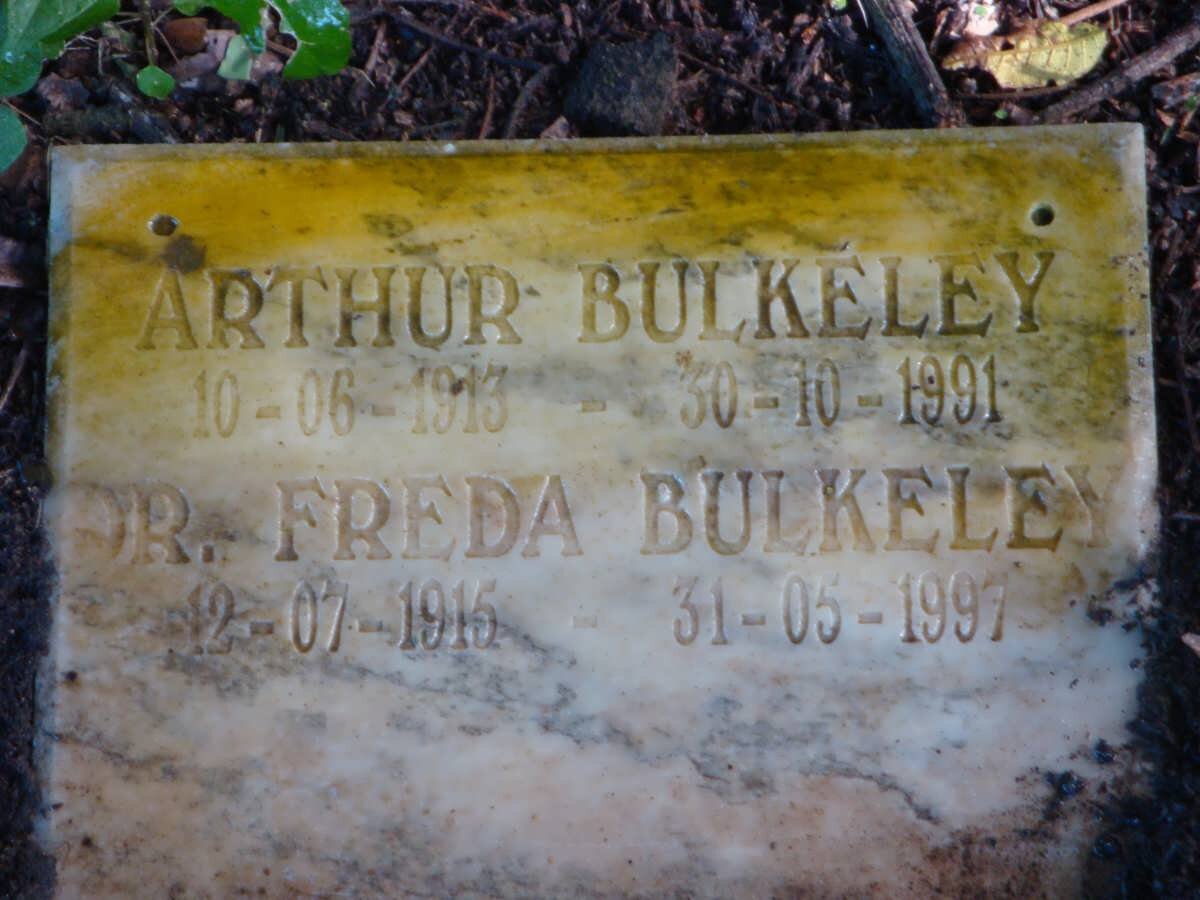 ARTHUR BULKELEY
10-06-1913 - 30-10-1991
DR. FREDA BULKELEY
12-07-1915 - 31-05-1997